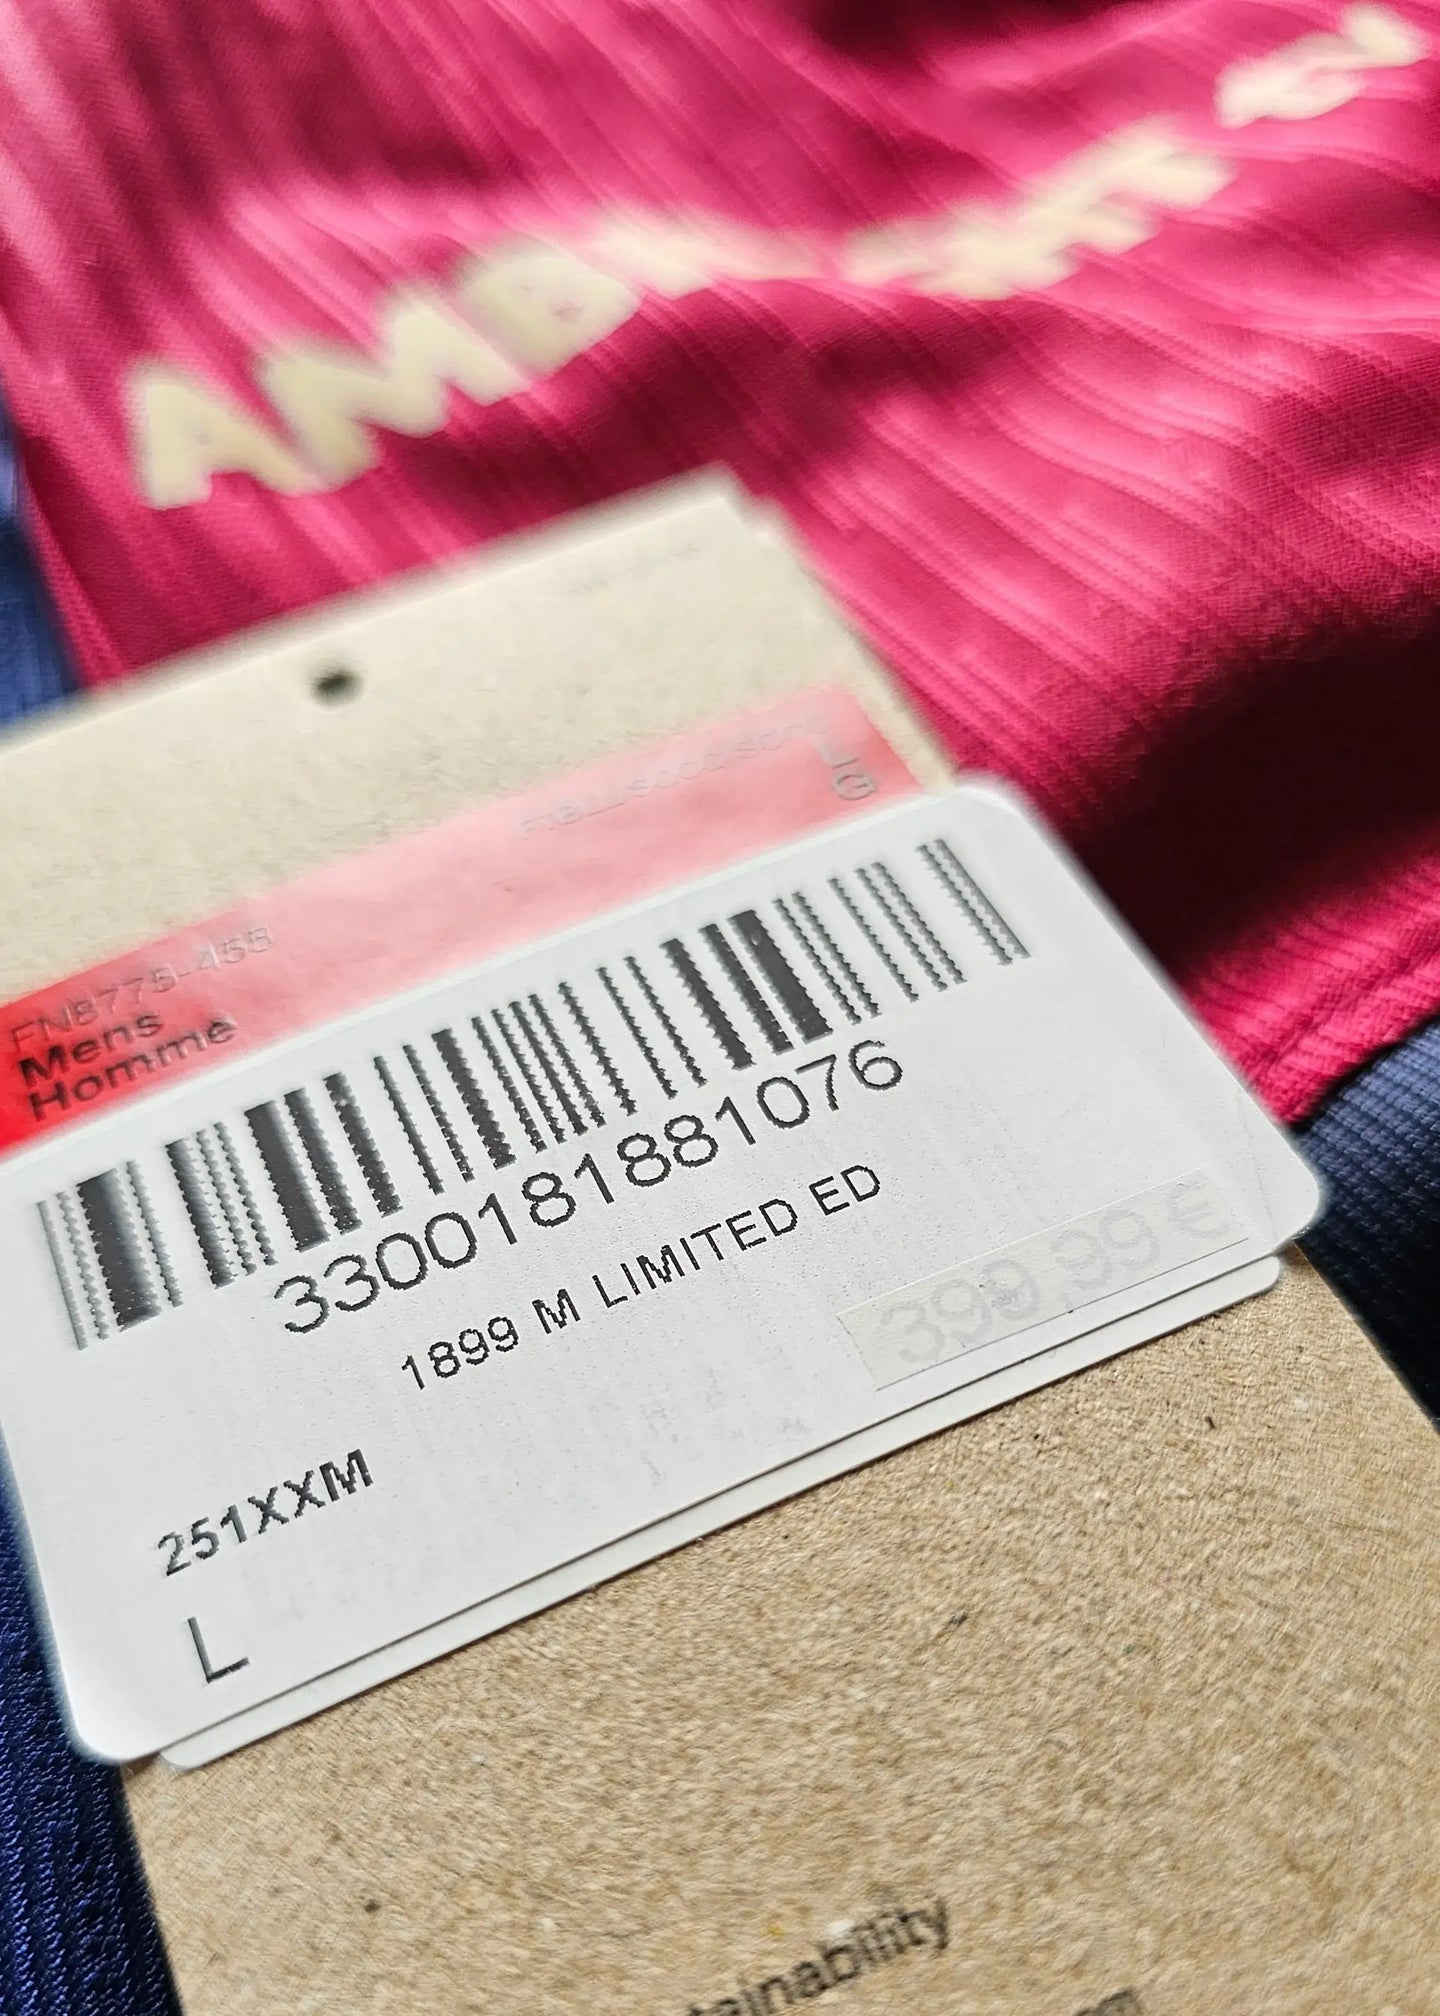 FN8775-455
Mens
Homme
L
G
3300181881076
1899 M LIMITED ED
399,99 €
251XXM
L